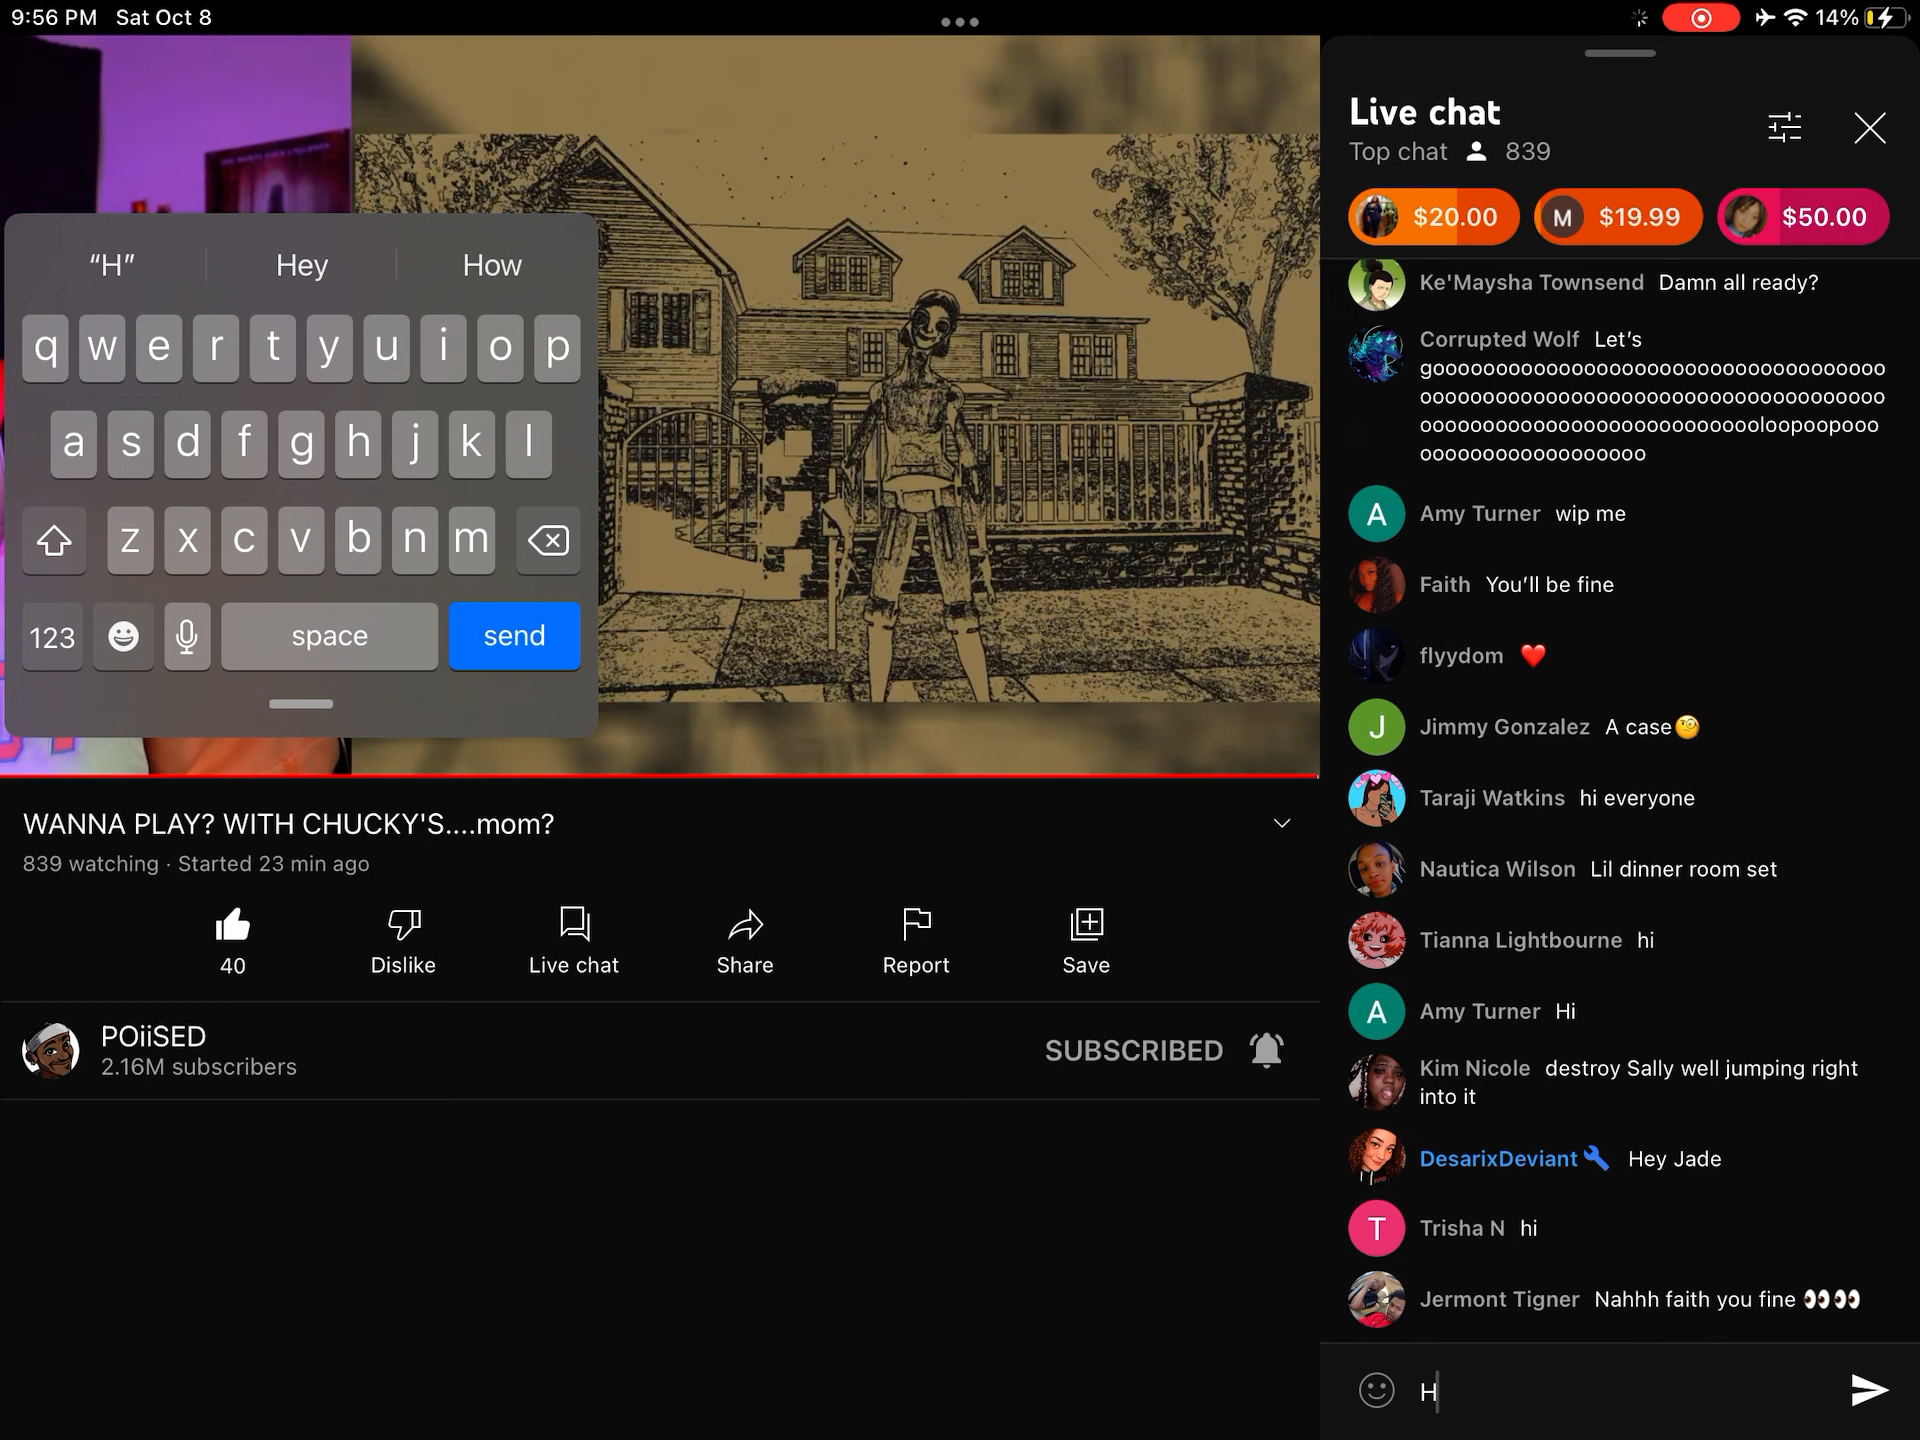 9:56 PM Sat Oct 8
14%
"H" Hey How
q w e r t y u i o p
a s d f g h j k l
z x c v b n m
123 space send
WANNA PLAY? WITH CHUCKY'S....mom?
839 watching · Started 23 min ago
40 Dislike Live chat Share Report Save
POiiSED
2.16M subscribers
SUBSCRIBED
Live chat
Top chat 839
$20.00 M $19.99 $50.00
Ke'Maysha Townsend Damn all ready?
Corrupted Wolf Let's
gooooooooooooooooooooooooooooooooooooo
ooooooooooooooooooooooooooooooooooooo
oooooooooooooooooooooooooooloopoopooo
oooooooooooooooooo
A Amy Turner wip me
Faith You'll be fine
flyydom ❤️
J Jimmy Gonzalez A case🧐
Taraji Watkins hi everyone
Nautica Wilson Lil dinner room set
Tianna Lightbourne hi
A Amy Turner Hi
Kim Nicole destroy Sally well jumping right
into it
DesarixDeviant🔧 Hey Jade
T Trisha N hi
Jermont Tigner Nahhh faith you fine 👀👀
H